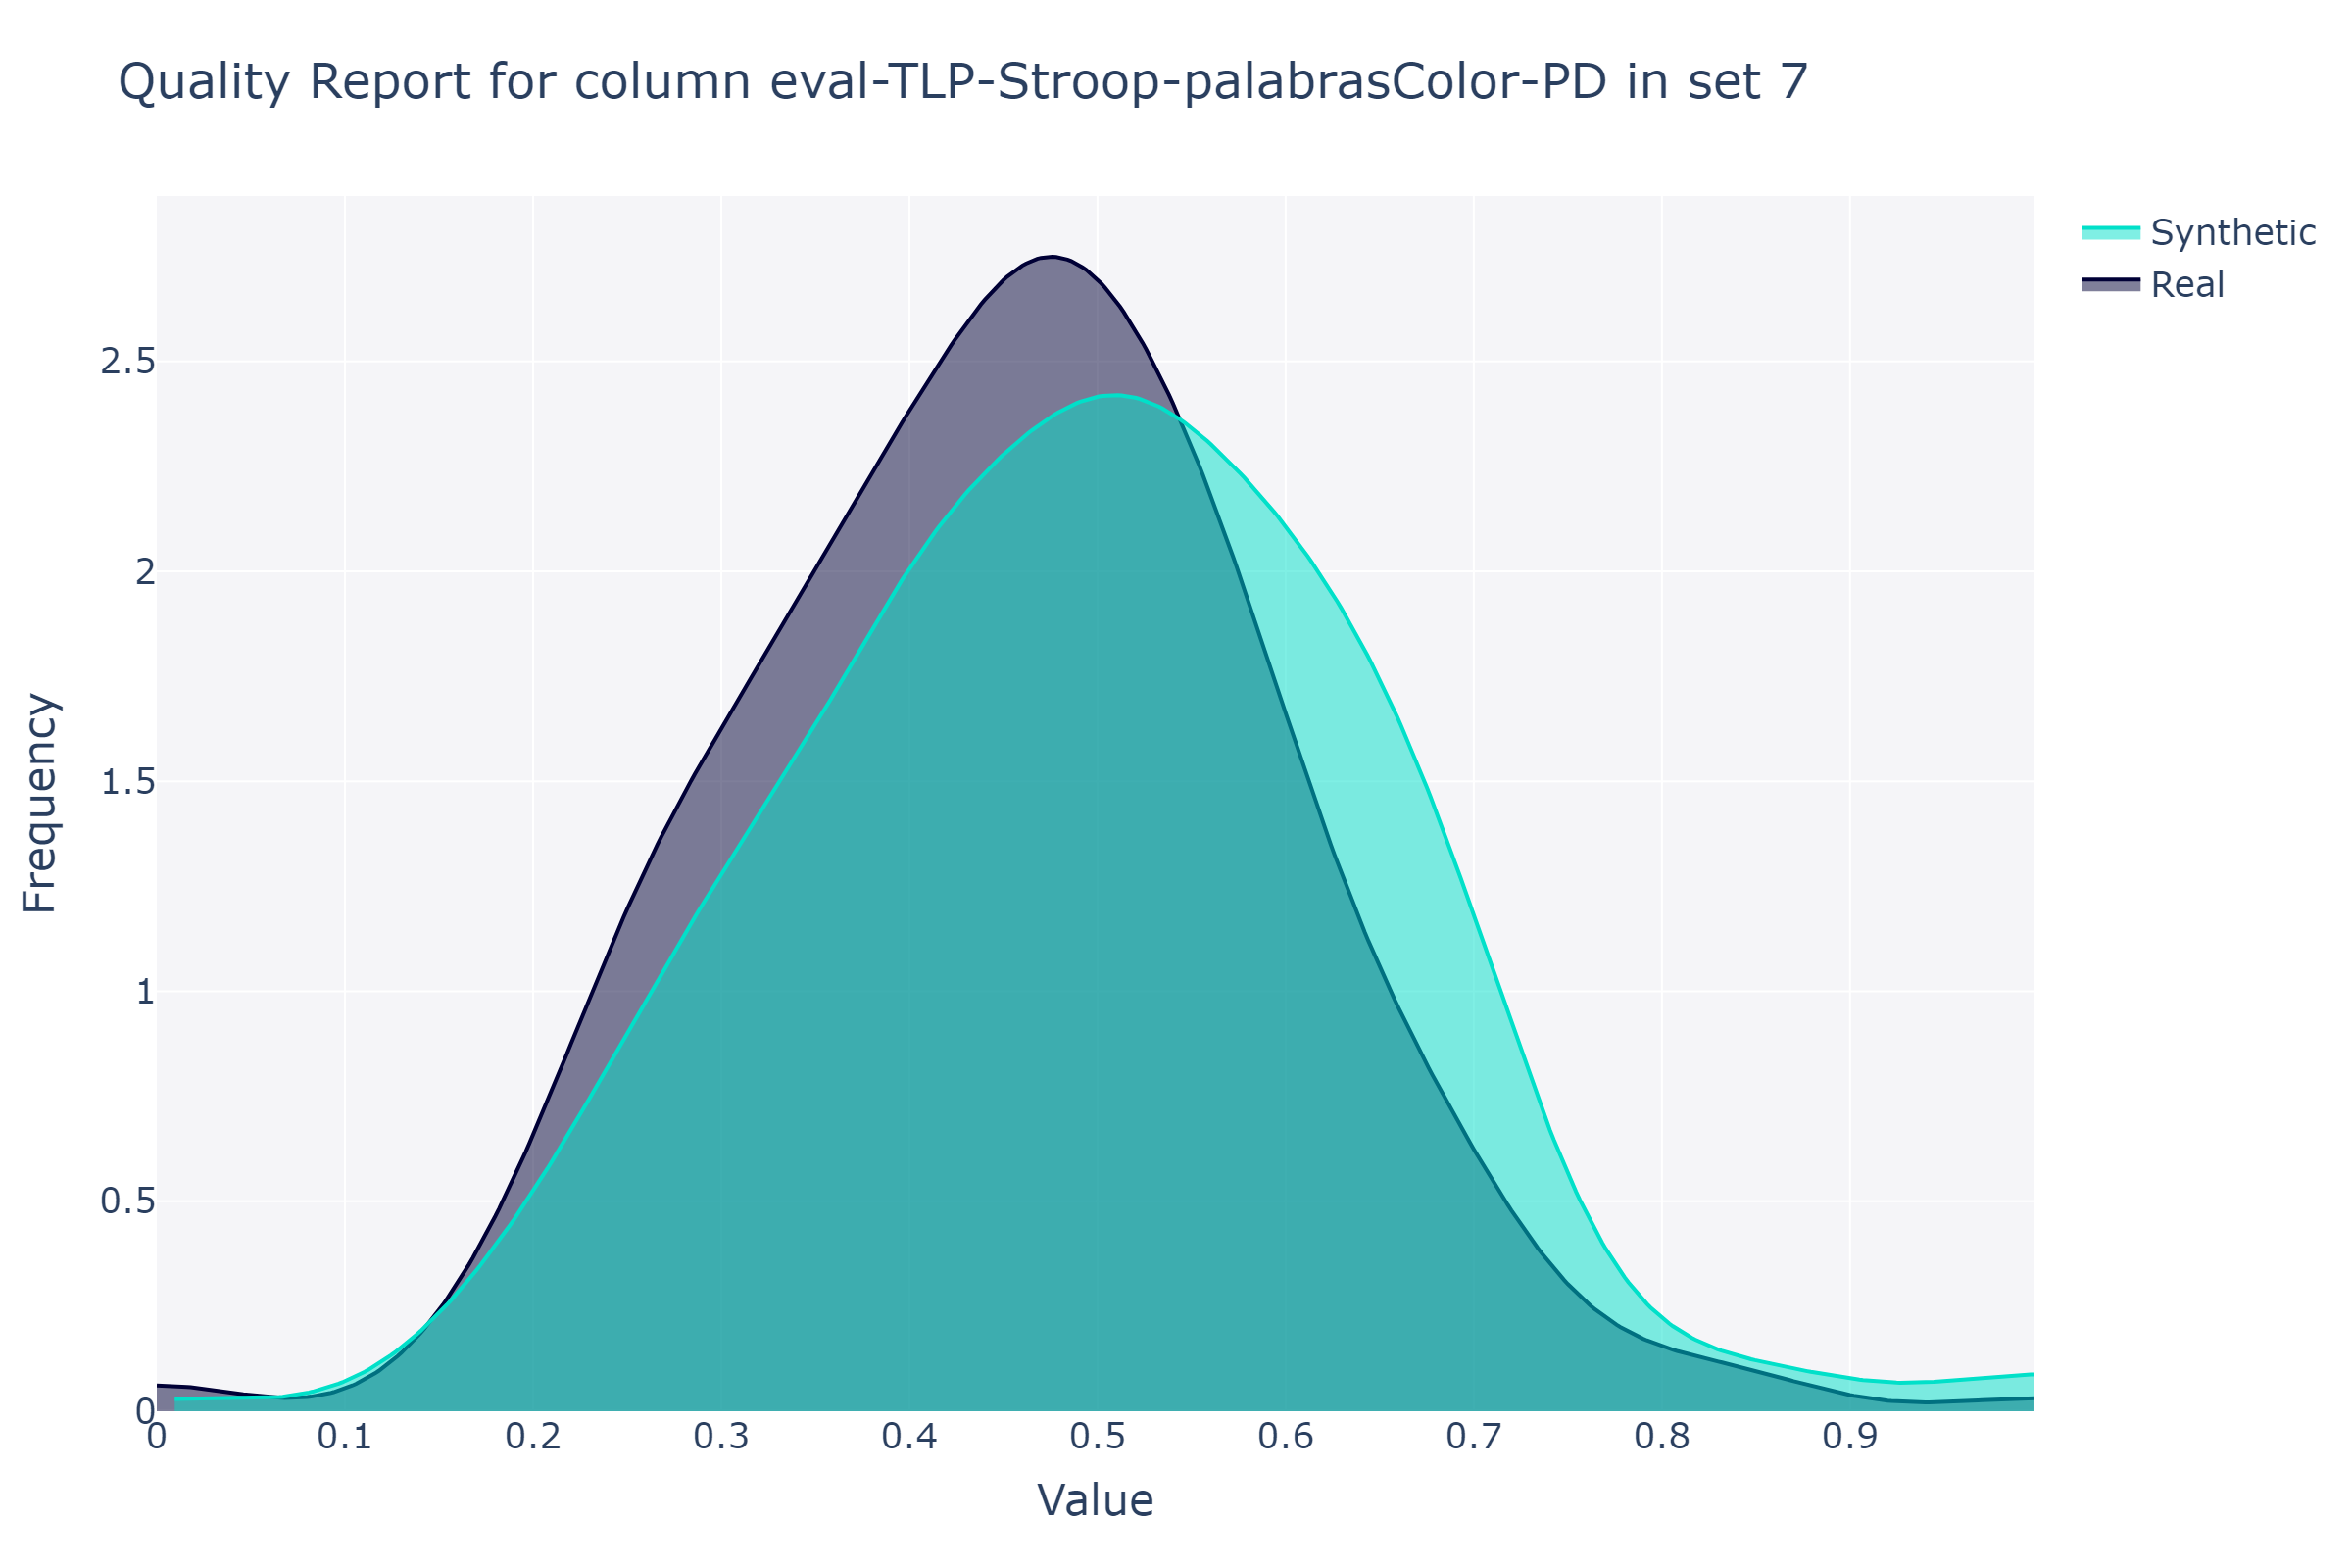 Quality Report for column eval-TLP-Stroop-palabrasColor-PD in set 7
Synthetic
Real
2.5
2
1.5
1
0.5
0
Frequency
0 0.1 0.2 0.3 0.4 0.5 0.6 0.7 0.8 0.9
Value